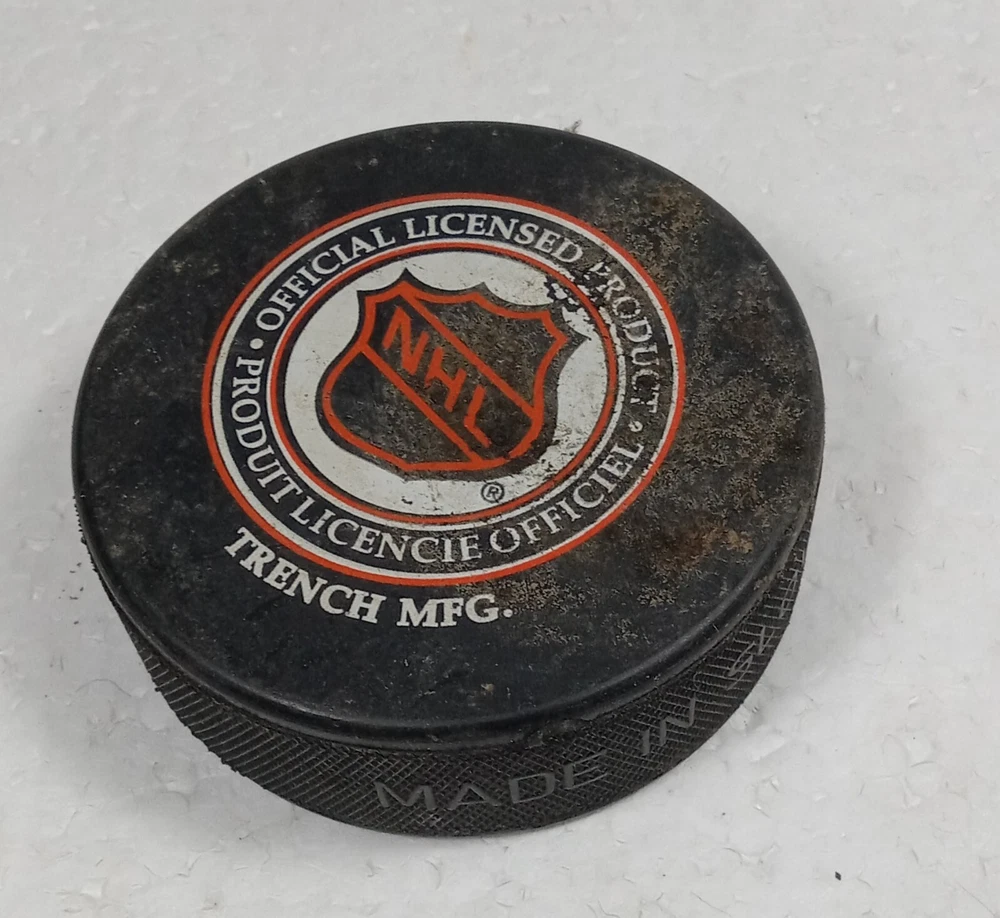 • OFFICIAL LICENSED PRODUCT •
NHL
®
PRODUIT LICENCIE OFFICIEL
TRENCH MFG.
MADE IN